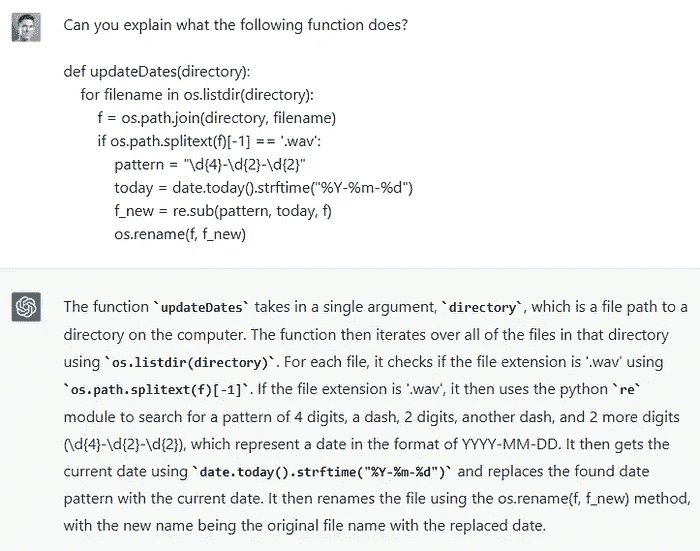 Can you explain what the following function does?
def updateDates(directory):
for filename in os.listdir(directory):
f = os.path.join(directory, filename)
if os.path.splitext(f)[-1] == '.wav':
pattern = "\d{4}-\d{2}-\d{2}"
today = date.today().strftime("%Y-%m-%d")
f_new = re.sub(pattern, today, f)
os.rename(f, f_new)
The function `updateDates` takes in a single argument, `directory`, which is a file path to a
directory on the computer. The function then iterates over all of the files in that directory
using `os.listdir(directory)`. For each file, it checks if the file extension is '.wav' using
`os.path.splitext(f)[-1]`. If the file extension is '.wav', it then uses the python `re`
module to search for a pattern of 4 digits, a dash, 2 digits, another dash, and 2 more digits
(\d{4}-\d{2}-\d{2}), which represent a date in the format of YYYY-MM-DD. It then gets the
current date using `date.today().strftime("%Y-%m-%d")` and replaces the found date
pattern with the current date. It then renames the file using the os.rename(f, f_new) method,
with the new name being the original file name with the replaced date.